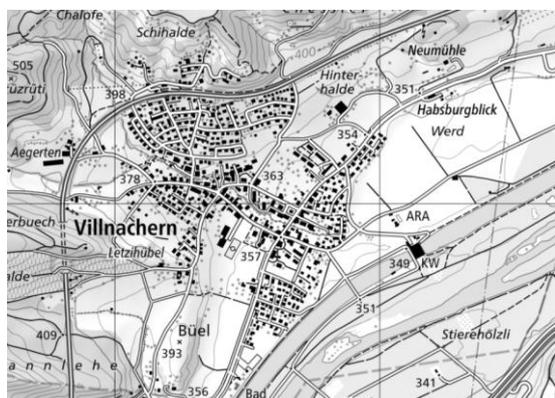 Chalofe
Schihalde
400
Neumühle
505
Hinter-
halde
351
398
Habsburgblick
354
Werd
Aegerten
378
363
ARA
erbuech
Villnachern
Letzihübel
357
349
KW
alde
351
409
Büel
Stierehölzli
393
annlehe
356
341
Bad